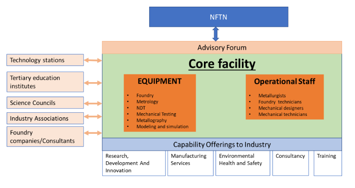 NFTN
Advisory Forum
Core facility
Technology stations
Tertiary education
institutes
Science Councils
Industry Associations
Foundry
companies/Consultants
EQUIPMENT
• Foundry
• Metrology
• NDT
• Mechanical Testing
• Metallography
• Modeling and simulation
Operational Staff
• Metallurgists
• Foundry technicians
• Mechanical designers
• Mechanical technicians
Capability Offerings to Industry
Research,
Development And
Innovation
Manufacturing
Services
Environmental
Health and Safety
Consultancy
Training